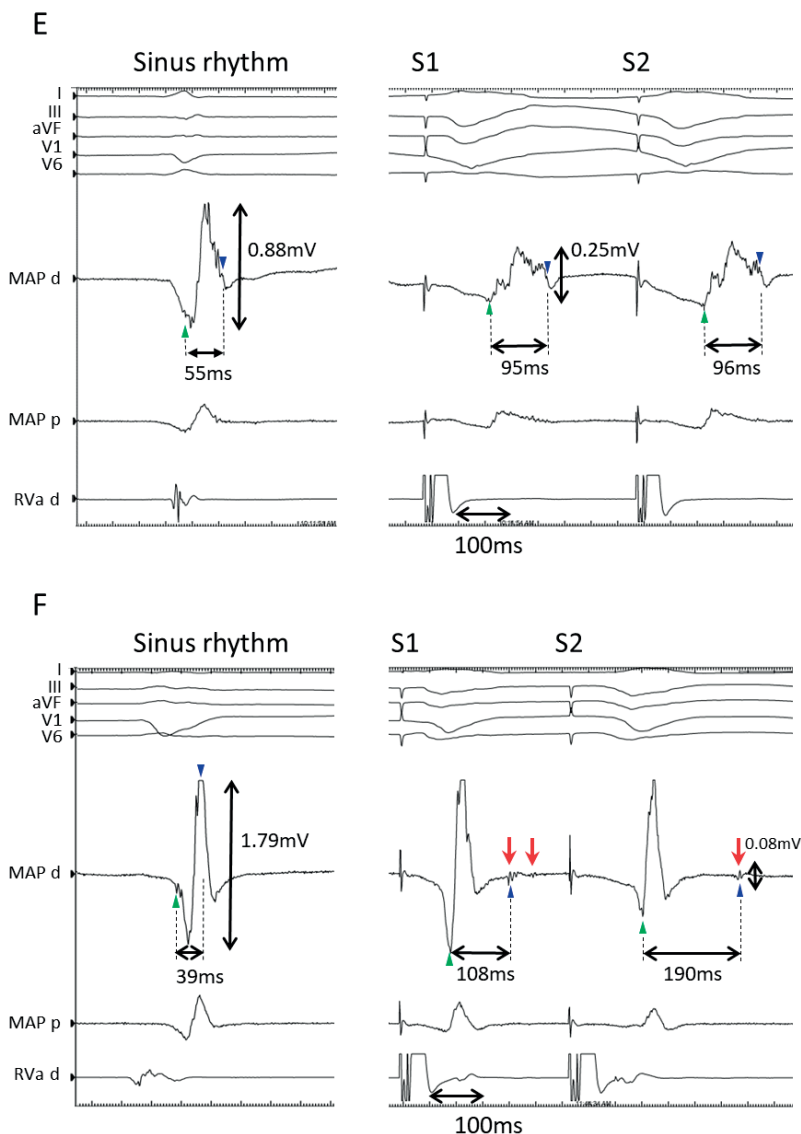 E
Sinus rhythm S1 S2
I
III
aVF
V1
V6
MAP d
0.88mV 0.25mV
55ms 95ms 96ms
MAP p
RVa d
100ms
F
Sinus rhythm S1 S2
I
III
aVF
V1
V6
MAP d
1.79mV 0.08mV
39ms 108ms 190ms
MAP p
RVa d
100ms